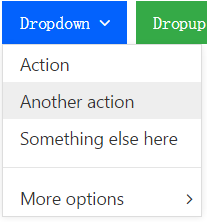 Dropdown Dropup
Action
Another action
Something else here
More options